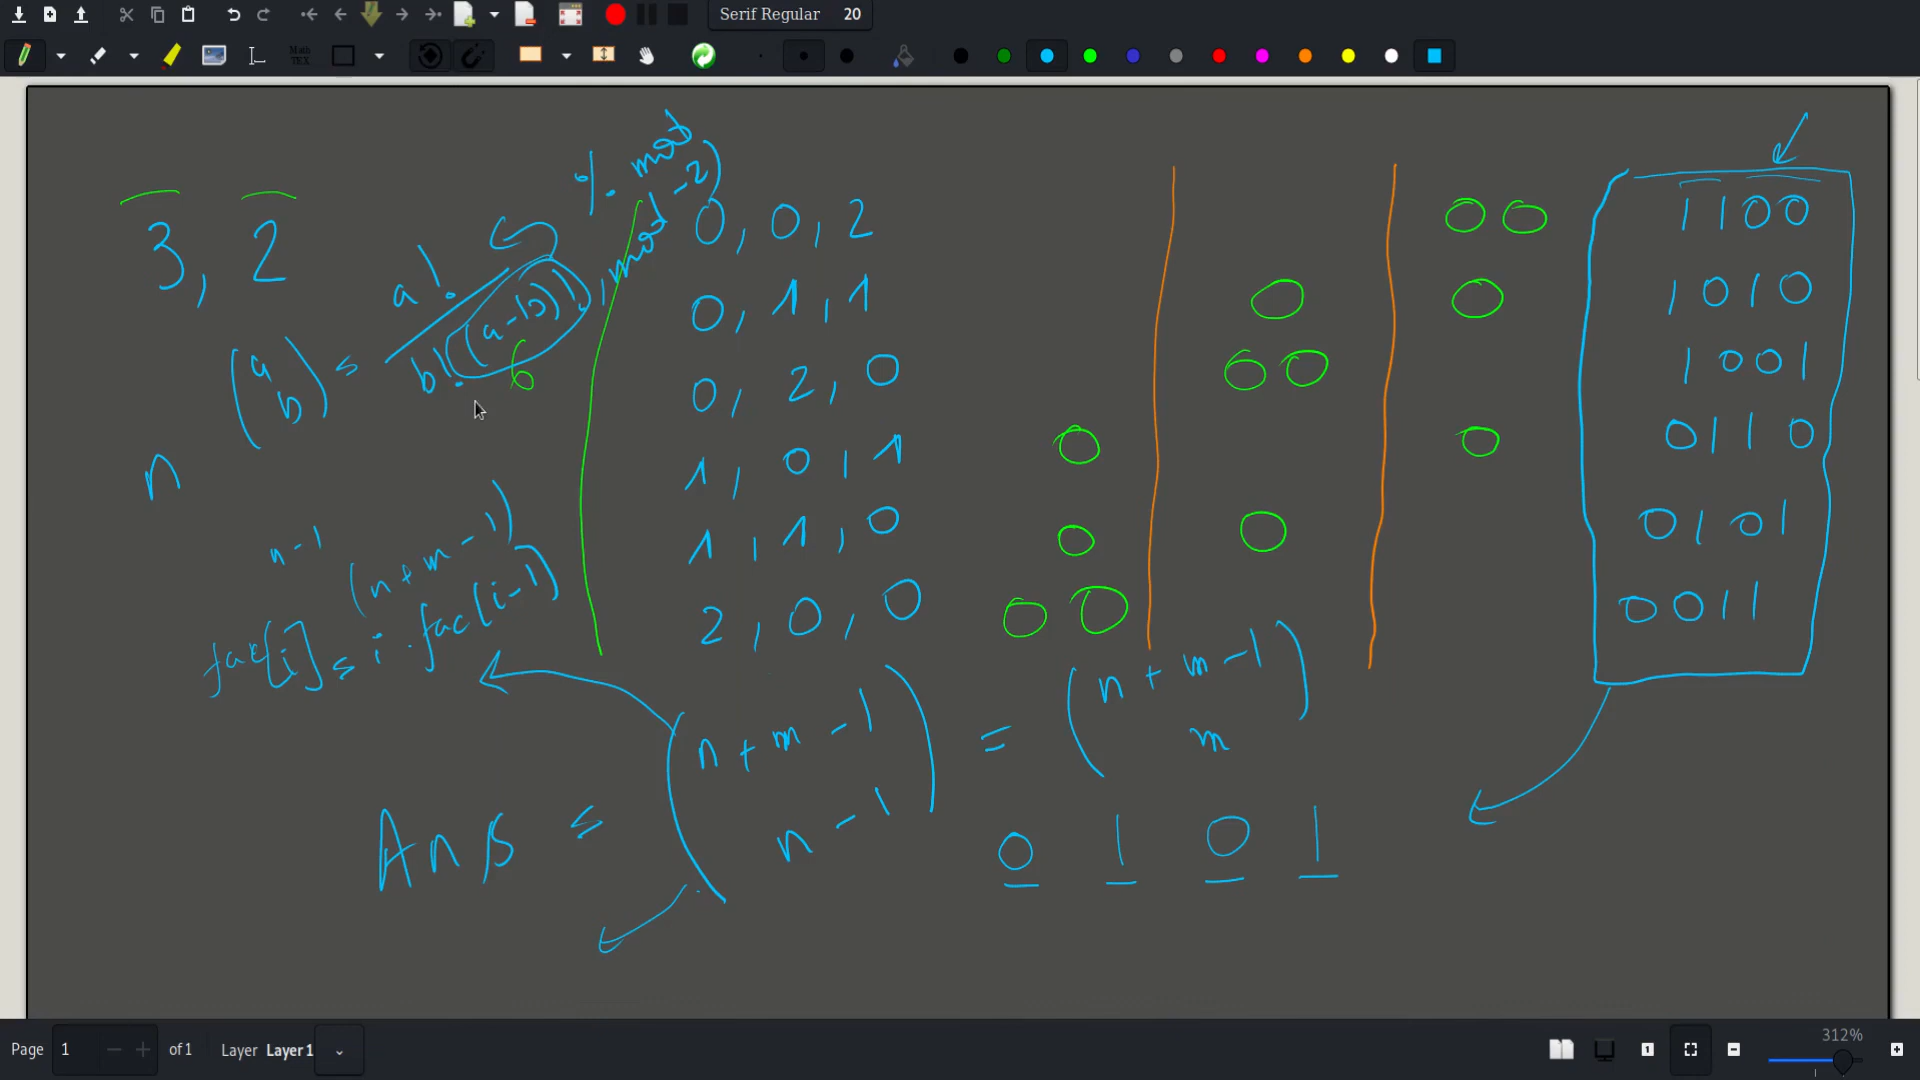 Serif Regular 20
Math TEX
3, 2
(a b) = a! / b! (a-b)!
, mod - 2)
% mod
6
n
n-1
(n+m-1)
fac[i] = i.fac(i-1)
0, 0, 2
0, 1, 1
0, 2, 0
1, 0, 1
1, 1, 0
2, 0, 0
1100
1010
1001
0110
0101
0011
Ans = (n+m-1 n-1) = (n+m-1 m)
0 1 0 1
Page 1 of 1 Layer Layer 1 312%